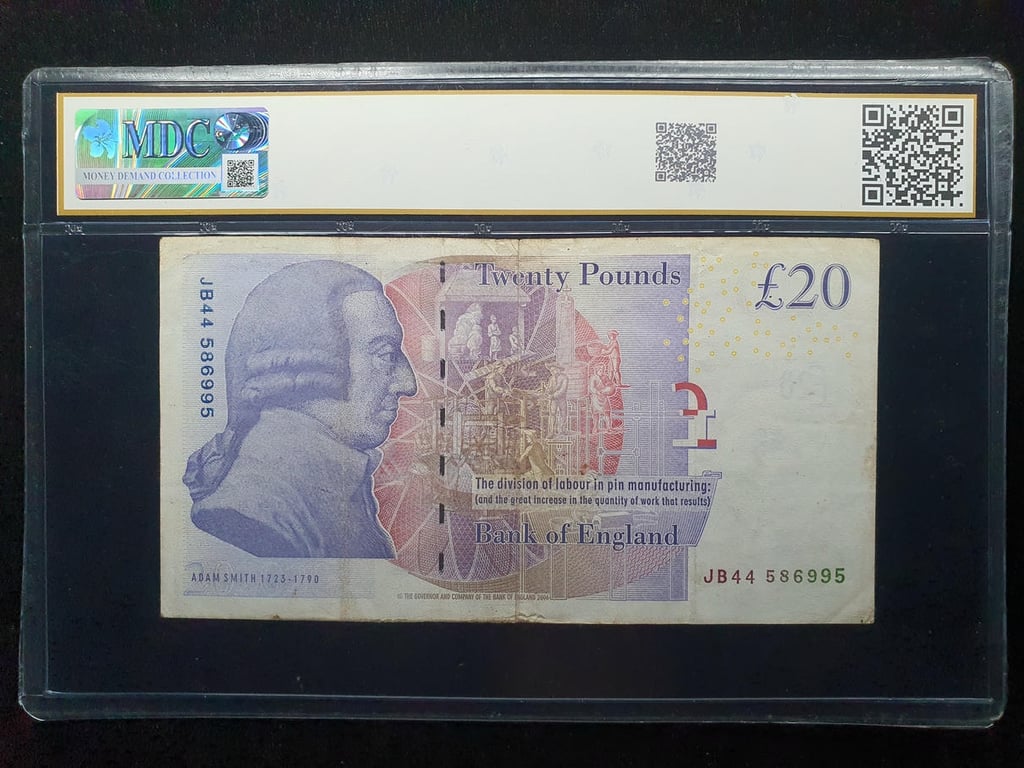 MDC
MONEY DEMAND COLLECTION
JB44 586995
Twenty Pounds
£20
The division of labour in pin manufacturing:
(and the great increase in the quantity of work that results)
Bank of England
ADAM SMITH 1723-1790
JB44 586995
© THE GOVERNOR AND COMPANY OF THE BANK OF ENGLAND 2006